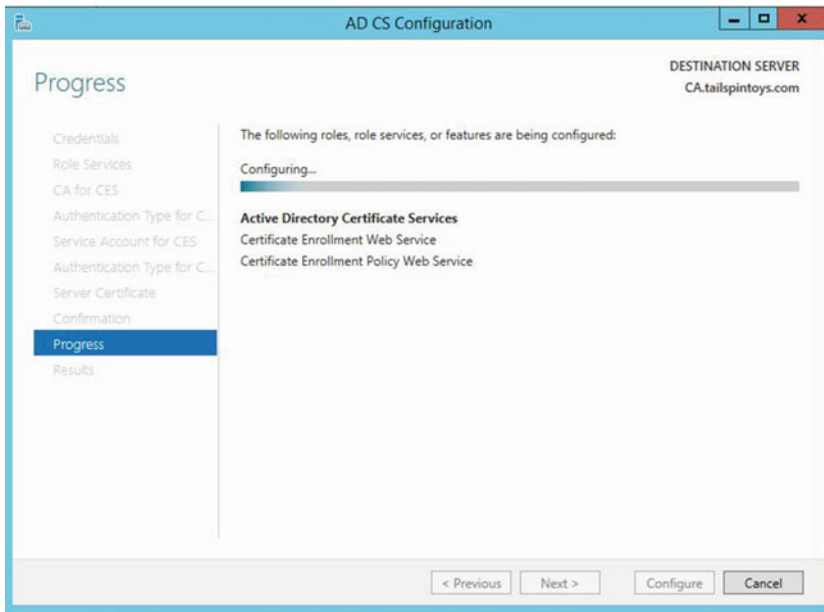 AD CS Configuration
DESTINATION SERVER
CA.tailspintoys.com
Progress
Credentials
Role Services
CA for CES
Authentication Type for C...
Service Account for CES
Authentication Type for C...
Server Certificate
Confirmation
Progress
Results
The following roles, role services, or features are being configured:
Configuring...
Active Directory Certificate Services
Certificate Enrollment Web Service
Certificate Enrollment Policy Web Service
< Previous
Next >
Configure
Cancel